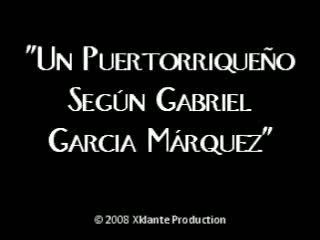 "Un Puertorriqueño
Según Gabriel
Garcia Márquez"
© 2008 Xklante Production